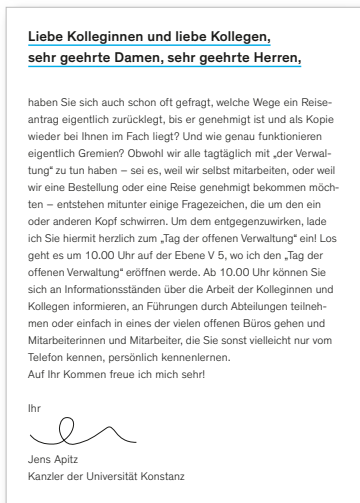 Liebe Kolleginnen und liebe Kollegen,
sehr geehrte Damen, sehr geehrte Herren,
haben Sie sich auch schon oft gefragt, welche Wege ein Reise-
antrag eigentlich zurücklegt, bis er genehmigt ist und als Kopie
wieder bei Ihnen im Fach liegt? Und wie genau funktionieren
eigentlich Gremien? Obwohl wir alle tagtäglich mit „der Verwal-
tung“ zu tun haben – sei es, weil wir selbst mitarbeiten, oder weil
wir eine Bestellung oder eine Reise genehmigt bekommen möch-
ten – entstehen mitunter einige Fragezeichen, die um den ein
oder anderen Kopf schwirren. Um dem entgegenzuwirken, lade
ich Sie hiermit herzlich zum „Tag der offenen Verwaltung“ ein! Los
geht es um 10.00 Uhr auf der Ebene V 5, wo ich den „Tag der
offenen Verwaltung“ eröffnen werde. Ab 10.00 Uhr können Sie
sich an Informationsständen über die Arbeit der Kolleginnen und
Kollegen informieren, an Führungen durch Abteilungen teilneh-
men oder einfach in eines der vielen offenen Büros gehen und
Mitarbeiterinnen und Mitarbeiter, die Sie sonst vielleicht nur vom
Telefon kennen, persönlich kennenlernen.
Auf Ihr Kommen freue ich mich sehr!
Ihr
Jens Apitz
Kanzler der Universität Konstanz